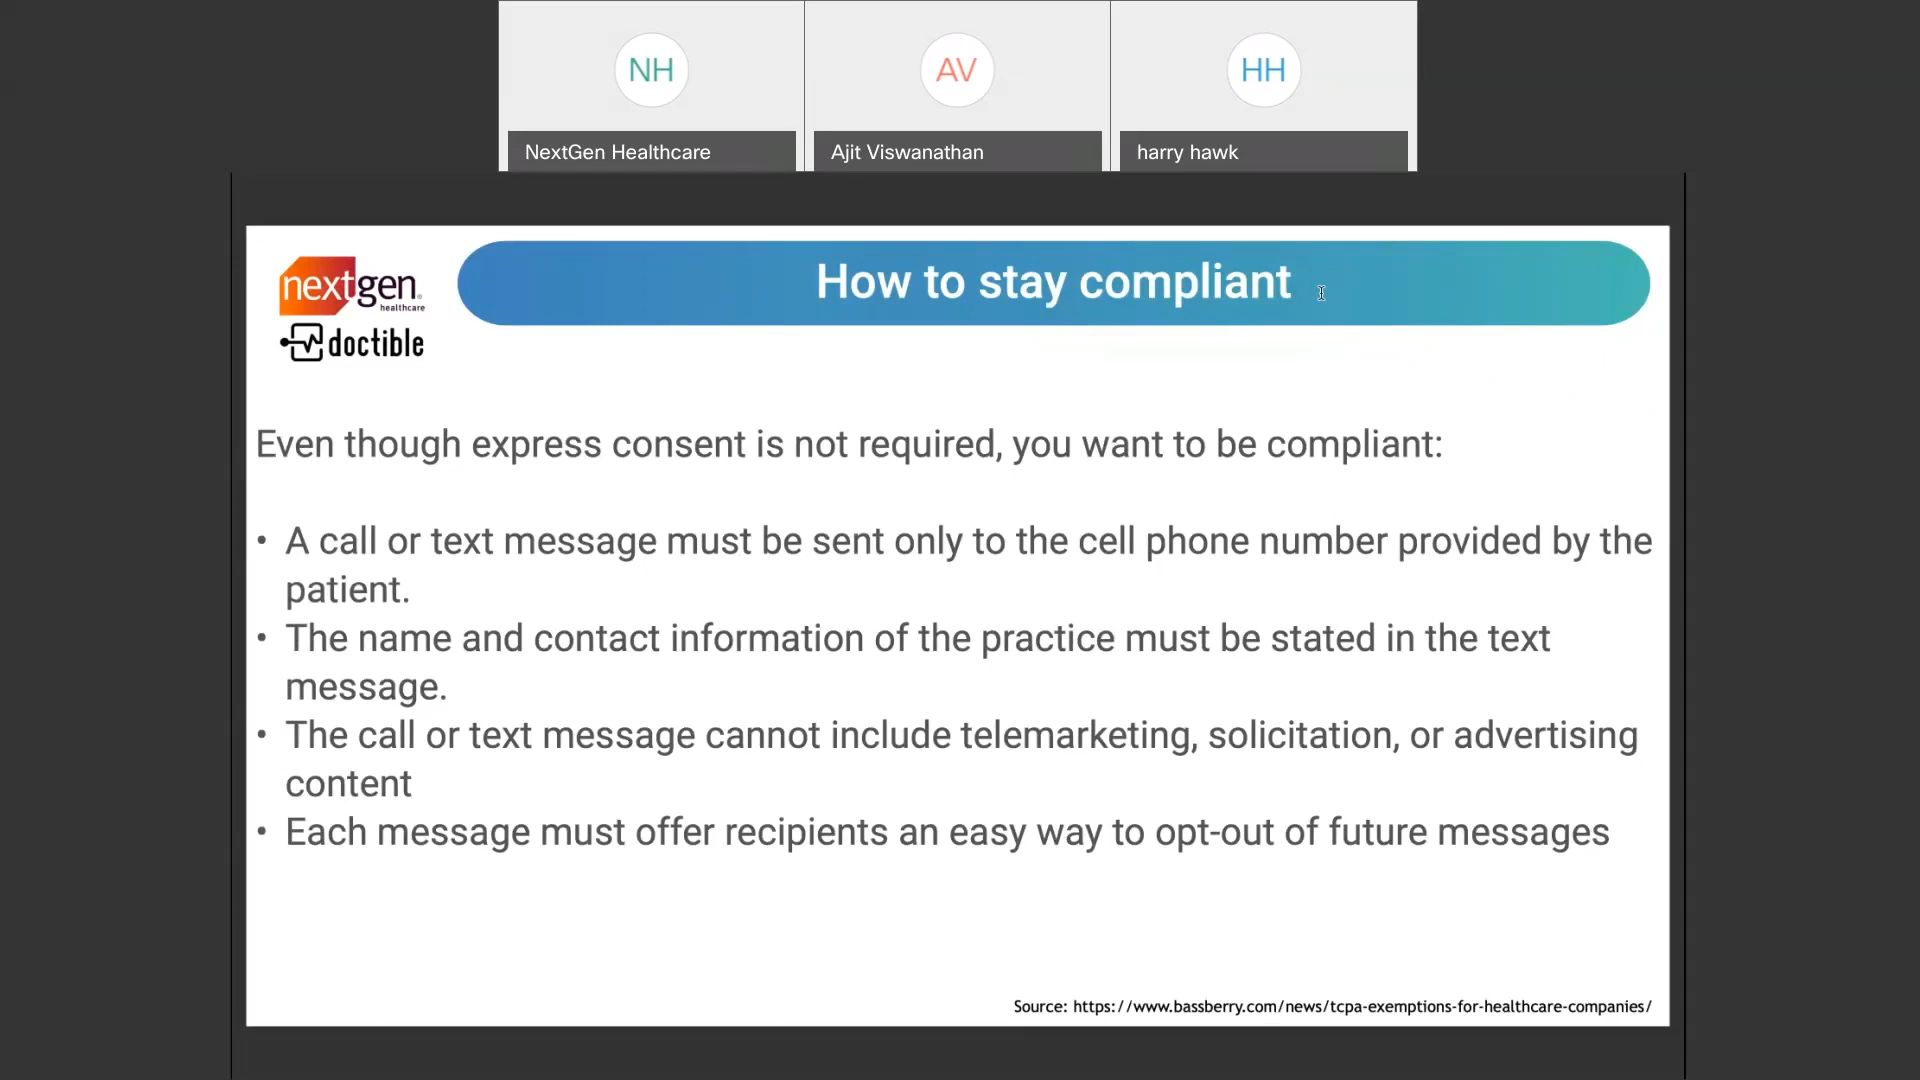 NH
AV
HH
NextGen Healthcare
Ajit Viswanathan
harry hawk
nextgen
healthcare
doctible
How to stay compliant
Even though express consent is not required, you want to be compliant:
• A call or text message must be sent only to the cell phone number provided by the
patient.
• The name and contact information of the practice must be stated in the text
message.
• The call or text message cannot include telemarketing, solicitation, or advertising
content
• Each message must offer recipients an easy way to opt-out of future messages
Source: https://www.bassberry.com/news/tcpa-exemptions-for-healthcare-companies/